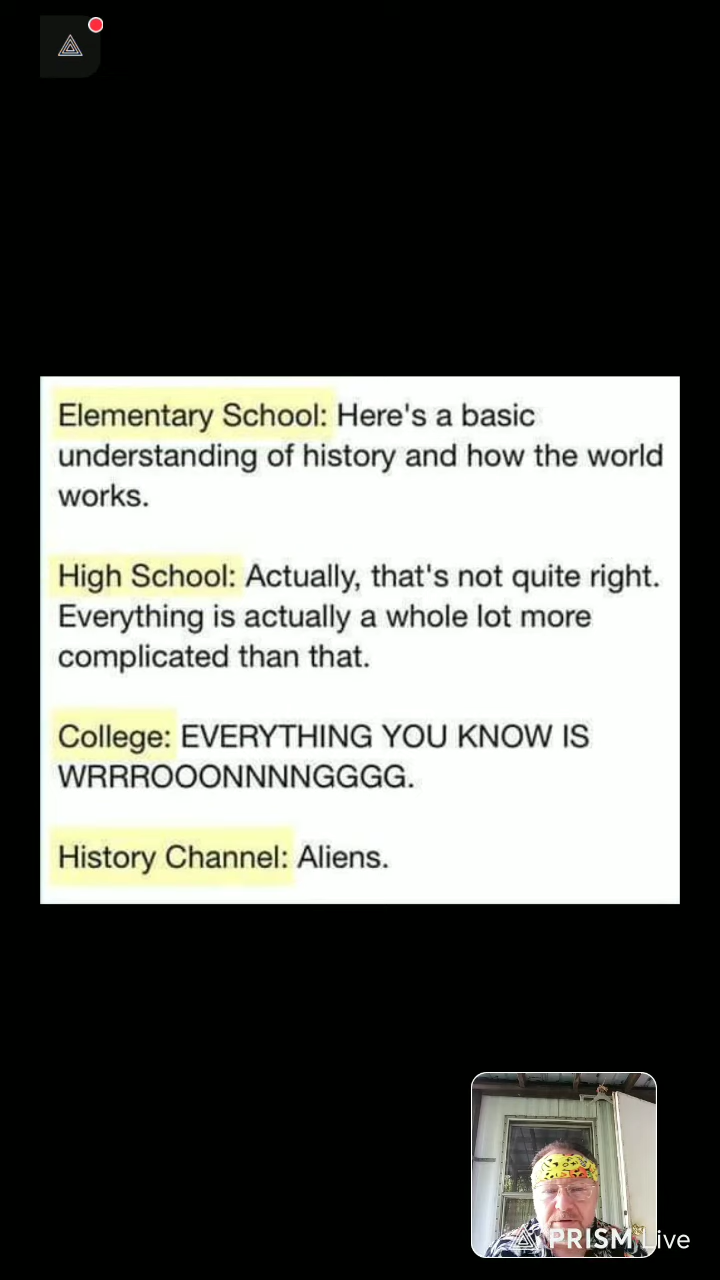 Elementary School: Here's a basic
understanding of history and how the world
works.
High School: Actually, that's not quite right.
Everything is actually a whole lot more
complicated than that.
College: EVERYTHING YOU KNOW IS
WRRROOONNNNGGGG.
History Channel: Aliens.
PRISM Live